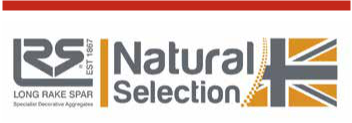 LRS
EST 1867
LONG RAKE SPAR
Specialist Decorative Aggregates
Natural
Selection